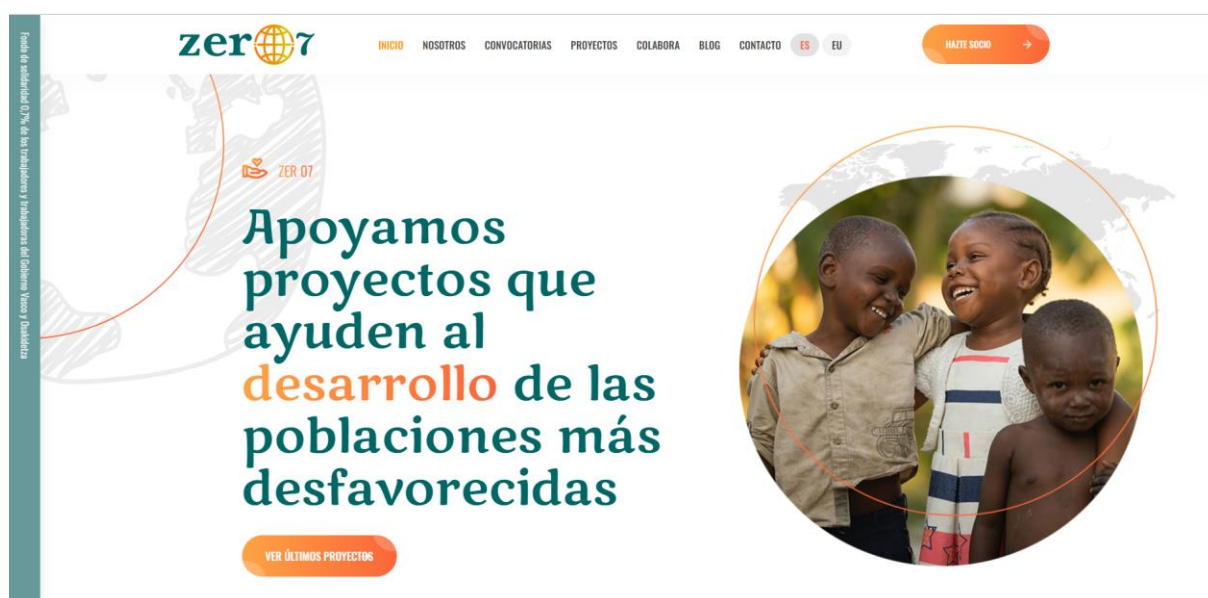 zer 7
INICIO NOSOTROS CONVOCATORIAS PROYECTOS COLABORA BLOG CONTACTO ES EU
HAZTE SOCIO
Fondo de solidaridad 0,7% de los trabajadores y trabajadoras del Gobierno Vasco y Osakidetza
ZER 07
Apoyamos
proyectos que
ayuden al
desarrollo de las
poblaciones más
desfavorecidas
VER ÚLTIMOS PROYECTOS